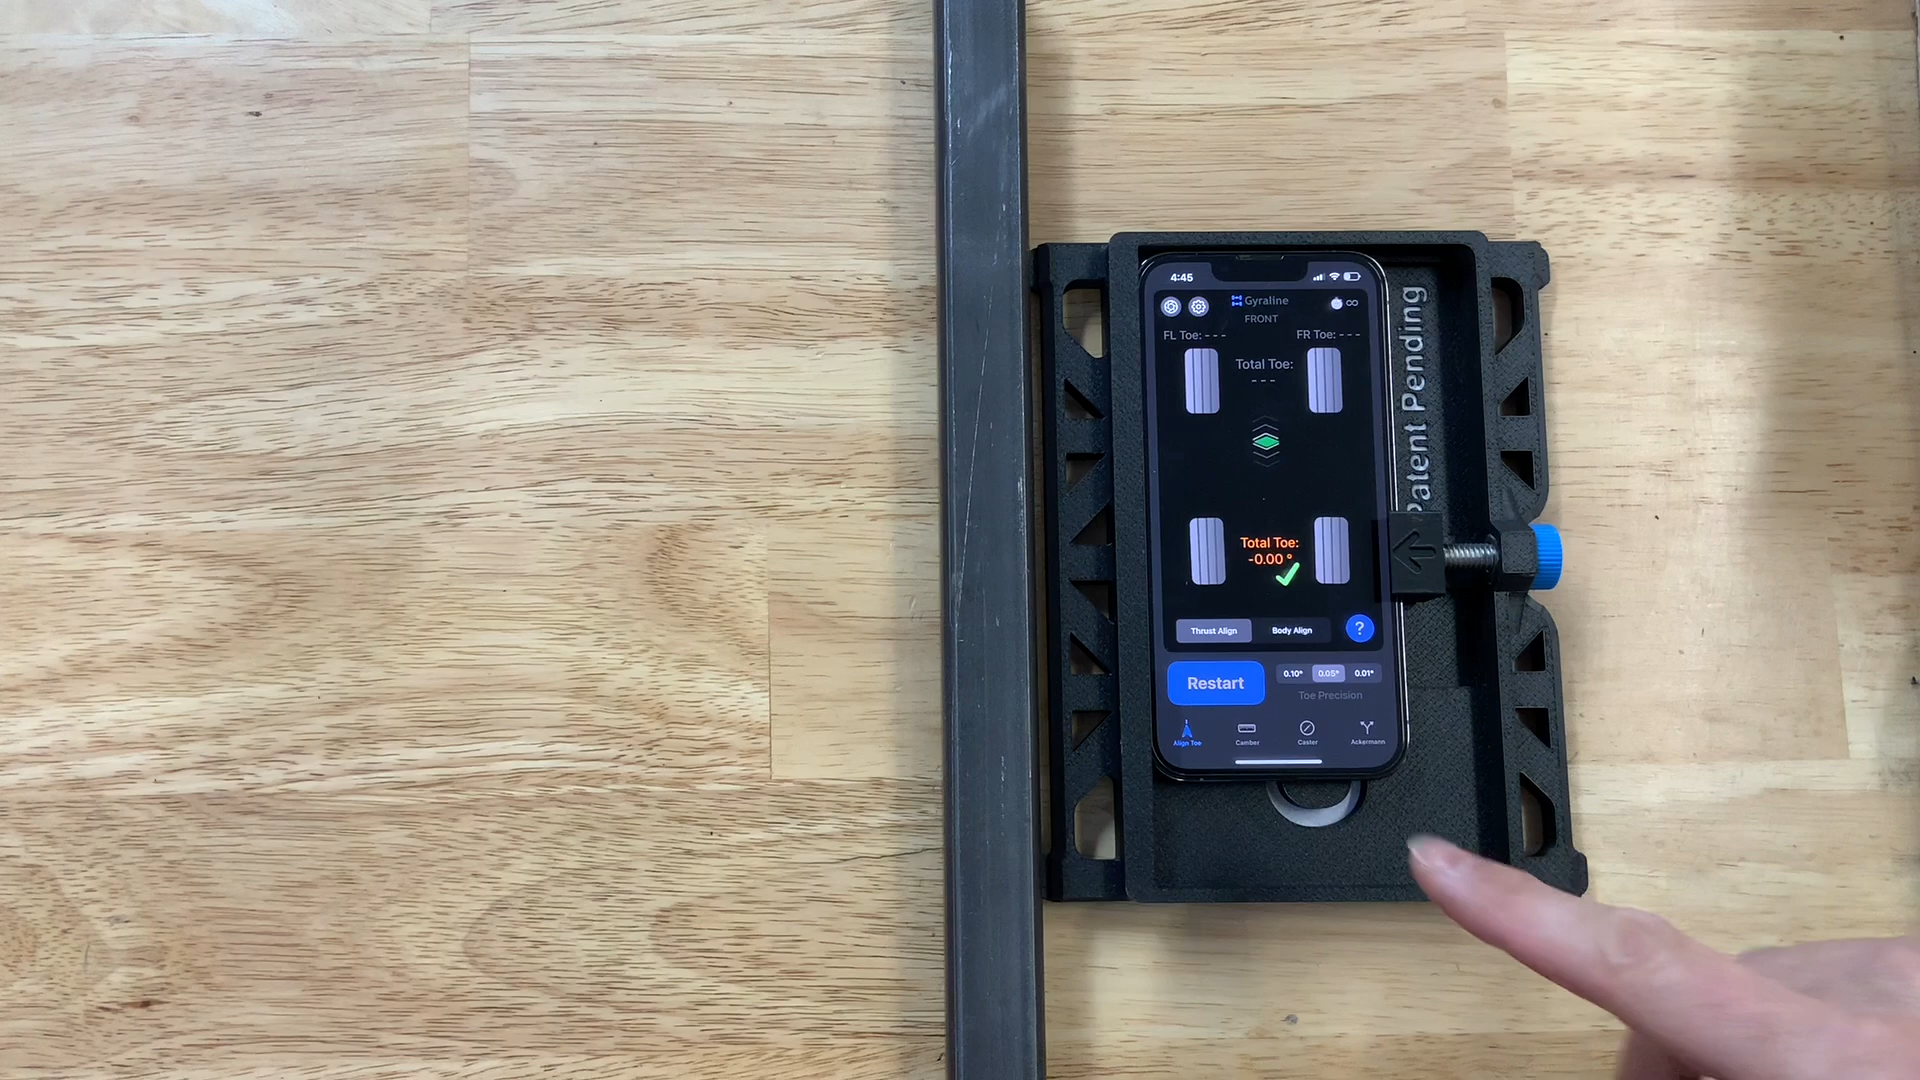 4:45
Gyraline
FRONT
FL Toe: - - -
FR Toe: - - -
Total Toe:
- - -
Total Toe:
-0.00 °
Thrust Align
Body Align
?
Restart
0.10°
0.05°
0.01°
Toe Precision
Align Toe
Camber
Caster
Ackermann
Patent Pending